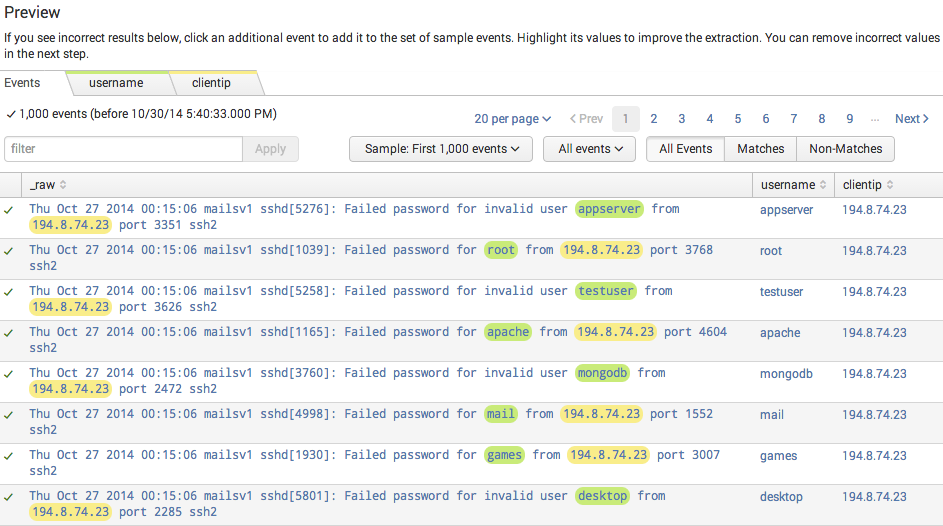 Preview
If you see incorrect results below, click an additional event to add it to the set of sample events. Highlight its values to improve the extraction. You can remove incorrect values
in the next step.
Events username clientip
1,000 events (before 10/30/14 5:40:33.000 PM)
20 per page Prev 1 2 3 4 5 6 7 8 9 ... Next
filter Apply Sample: First 1,000 events All events All Events Matches Non-Matches
_raw username clientip
Thu Oct 27 2014 00:15:06 mailsv1 sshd[5276]: Failed password for invalid user appserver from appserver 194.8.74.23
194.8.74.23 port 3351 ssh2
Thu Oct 27 2014 00:15:06 mailsv1 sshd[1039]: Failed password for root from 194.8.74.23 port 3768 root 194.8.74.23
ssh2
Thu Oct 27 2014 00:15:06 mailsv1 sshd[5258]: Failed password for invalid user testuser from testuser 194.8.74.23
194.8.74.23 port 3626 ssh2
Thu Oct 27 2014 00:15:06 mailsv1 sshd[1165]: Failed password for apache from 194.8.74.23 port 4604 apache 194.8.74.23
ssh2
Thu Oct 27 2014 00:15:06 mailsv1 sshd[3760]: Failed password for invalid user mongodb from mongodb 194.8.74.23
194.8.74.23 port 2472 ssh2
Thu Oct 27 2014 00:15:06 mailsv1 sshd[4998]: Failed password for mail from 194.8.74.23 port 1552 mail 194.8.74.23
ssh2
Thu Oct 27 2014 00:15:06 mailsv1 sshd[1930]: Failed password for games from 194.8.74.23 port 3007 games 194.8.74.23
ssh2
Thu Oct 27 2014 00:15:06 mailsv1 sshd[5801]: Failed password for invalid user desktop from desktop 194.8.74.23
194.8.74.23 port 2285 ssh2